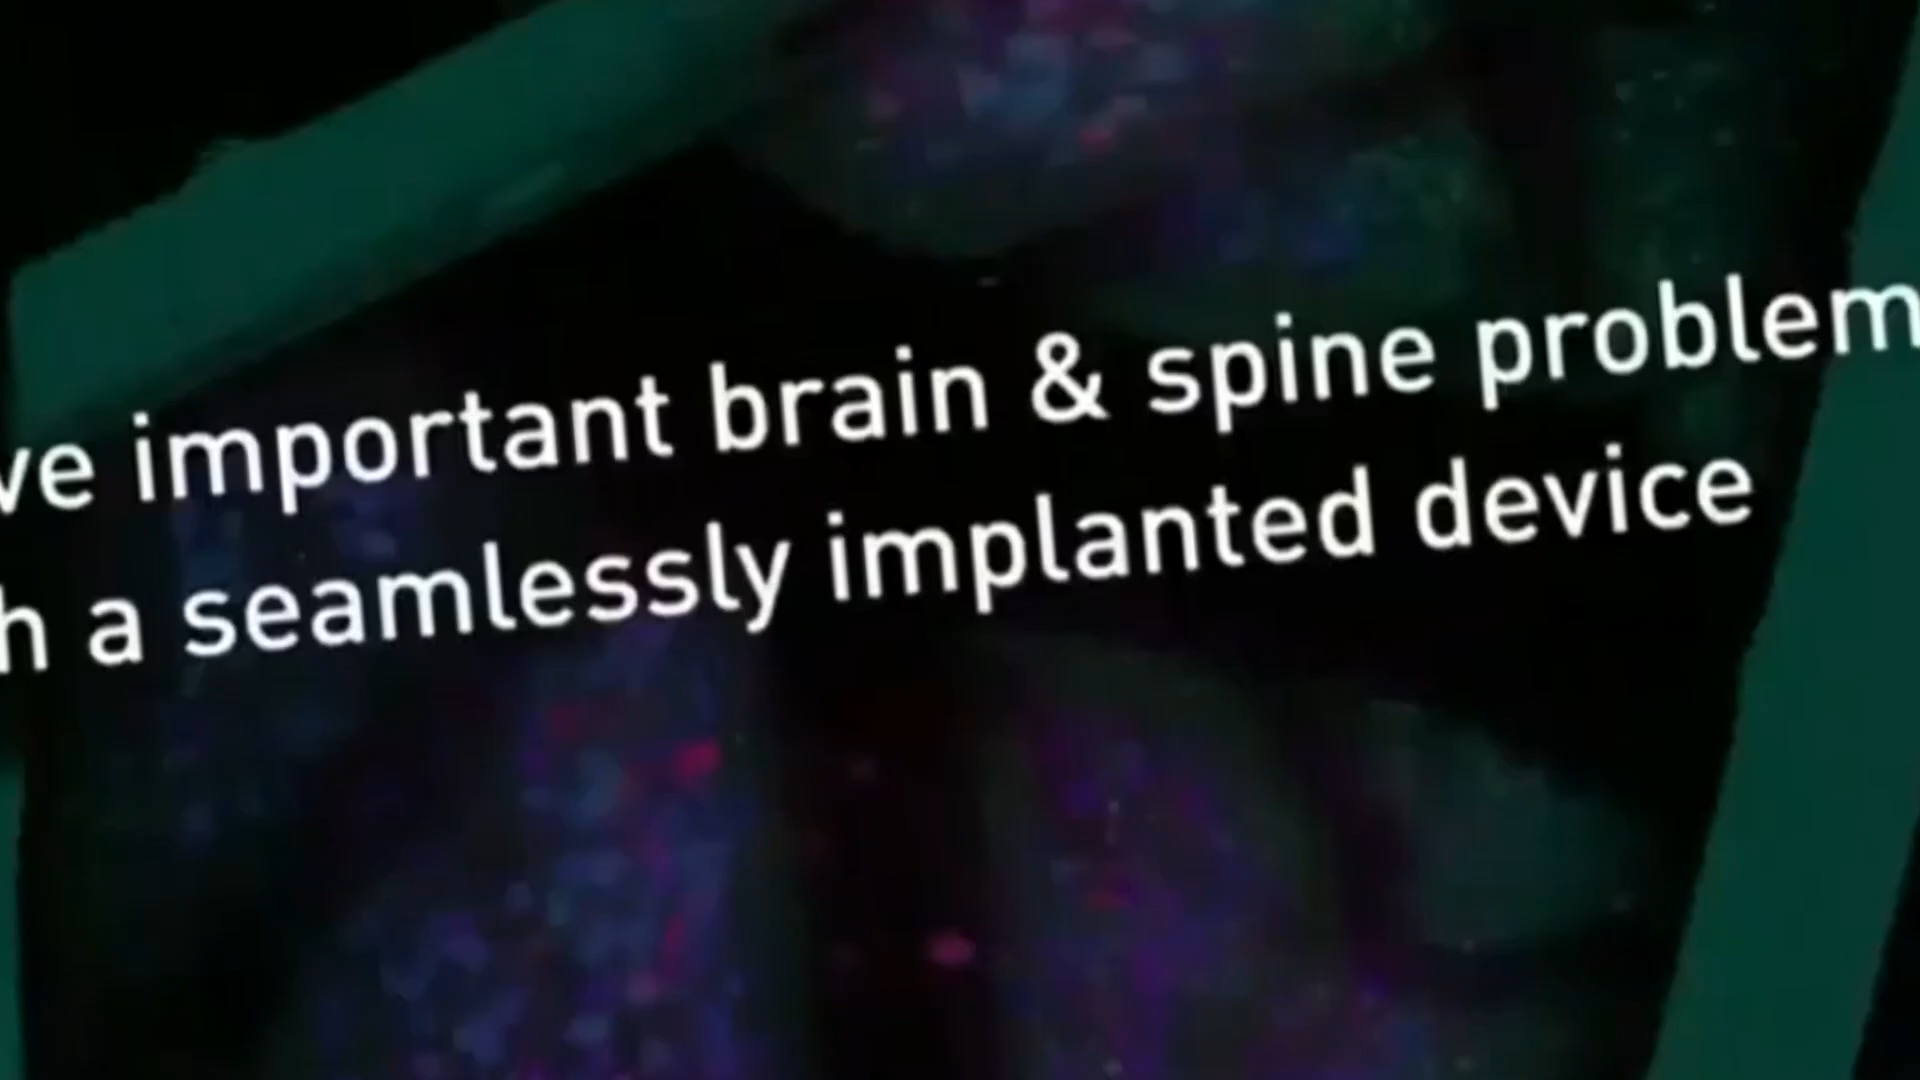 ve important brain & spine problem
h a seamlessly implanted device